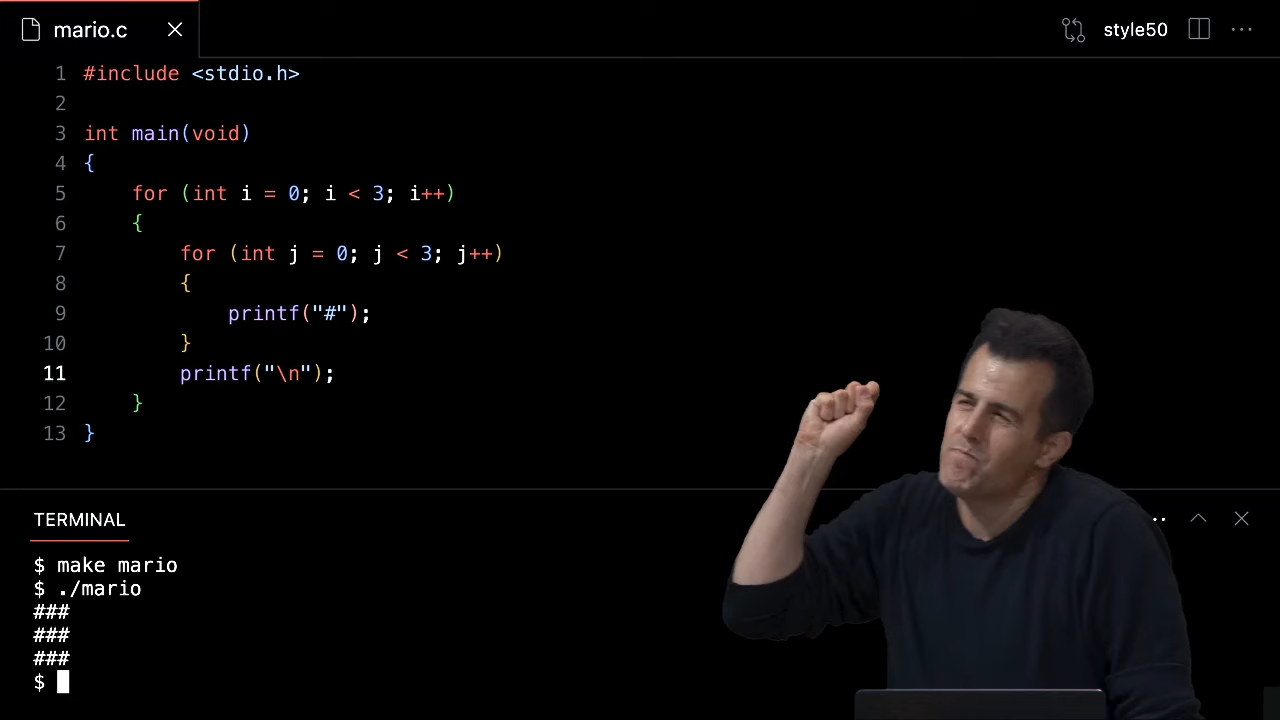 mario.c
style50
1 #include <stdio.h>
2
3 int main(void)
4 {
5     for (int i = 0; i < 3; i++)
6     {
7         for (int j = 0; j < 3; j++)
8         {
9             printf("#");
10         }
11         printf("\n");
12     }
13 }
TERMINAL
$ make mario
$ ./mario
###
###
###
$